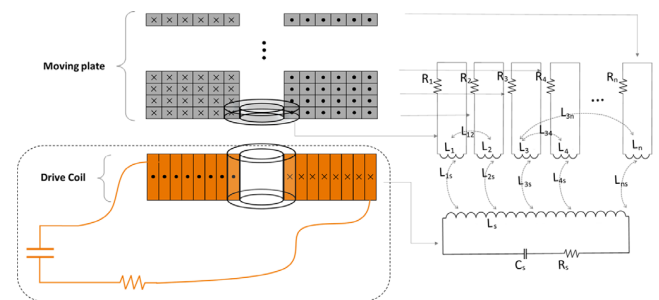 Moving plate
Drive Coil
R1
R2
R3
R4
Rn
...
L12
L34
L3n
L1
L2
L3
L4
Ln
L1s
L2s
L3s
L4s
Lns
Ls
Cs
Rs